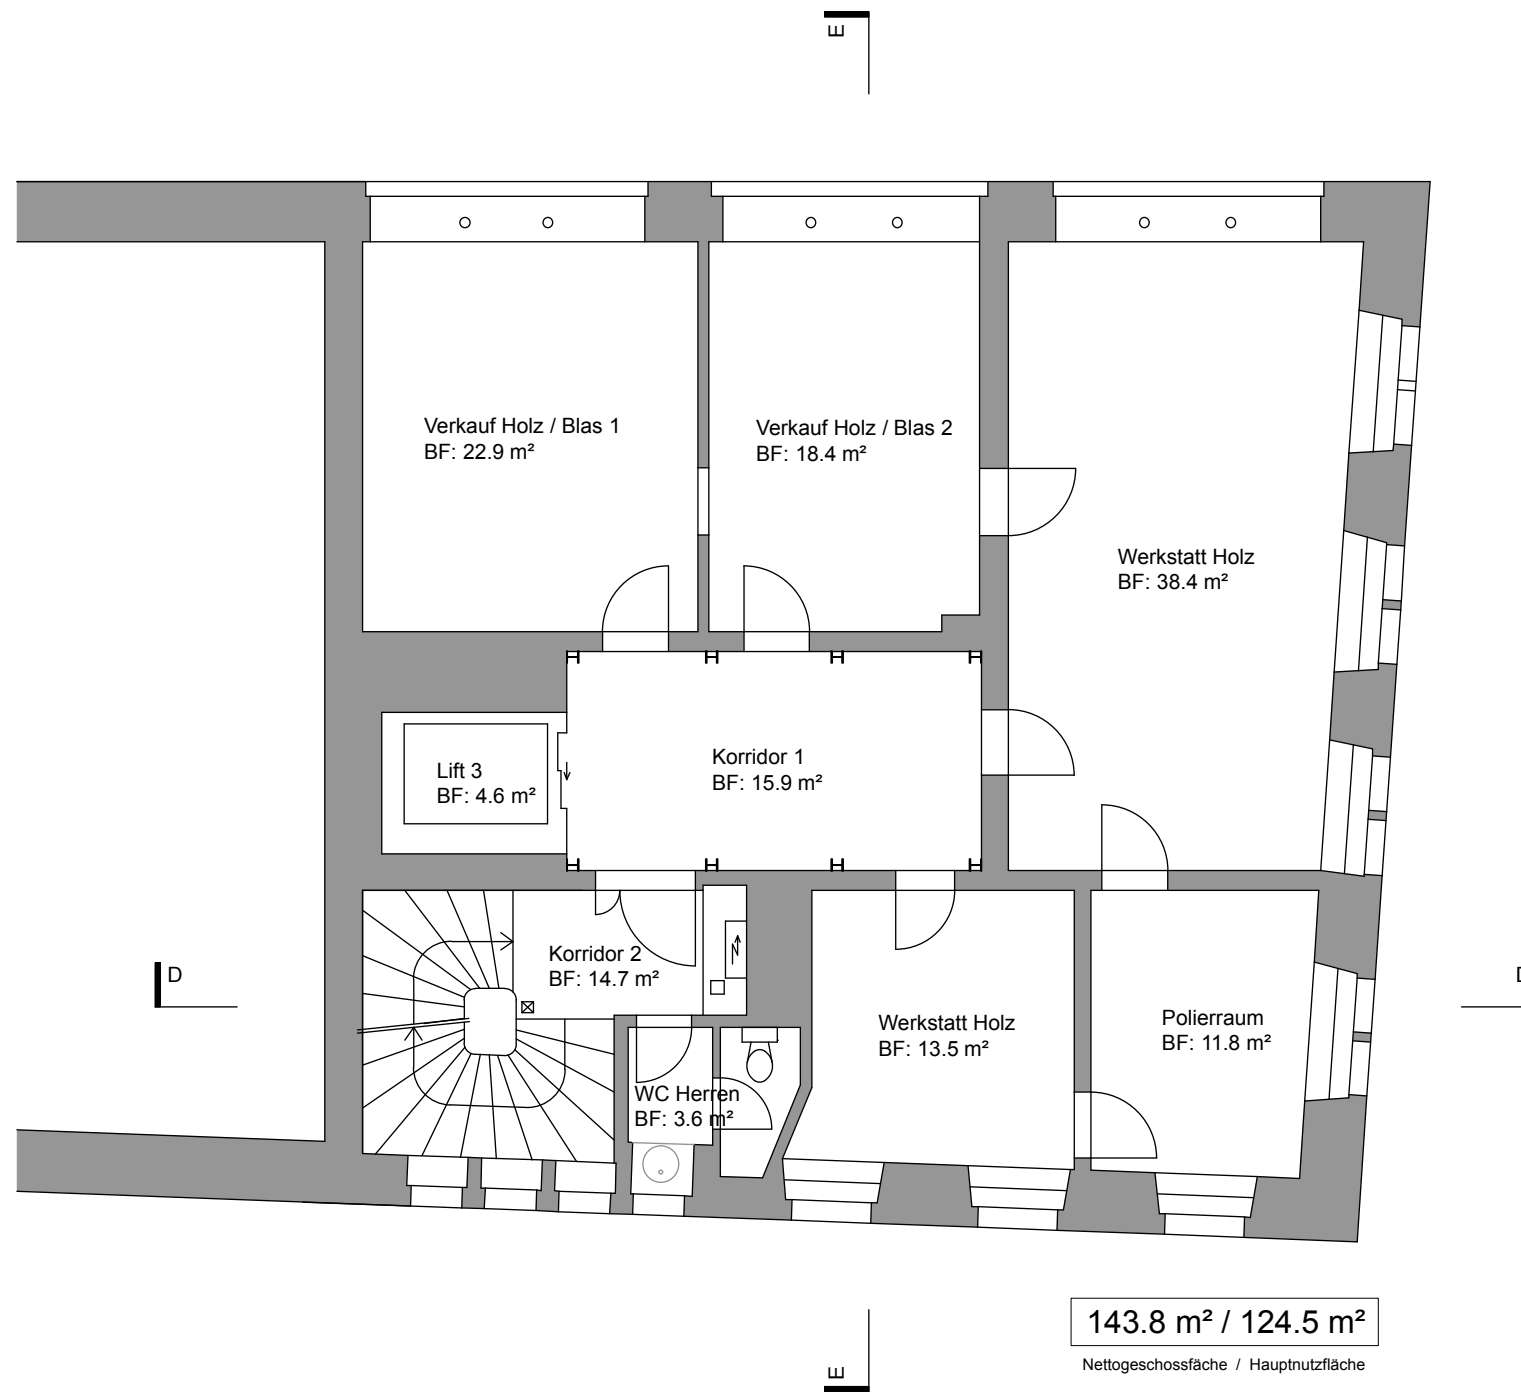 E
Verkauf Holz / Blas 1
BF: 22.9 m²
Verkauf Holz / Blas 2
BF: 18.4 m²
Werkstatt Holz
BF: 38.4 m²
Lift 3
BF: 4.6 m²
Korridor 1
BF: 15.9 m²
Korridor 2
BF: 14.7 m²
D
D
Werkstatt Holz
BF: 13.5 m²
Polierraum
BF: 11.8 m²
WC Herren
BF: 3.6 m²
143.8 m² / 124.5 m²
Nettogeschossfäche / Hauptnutzfläche
E